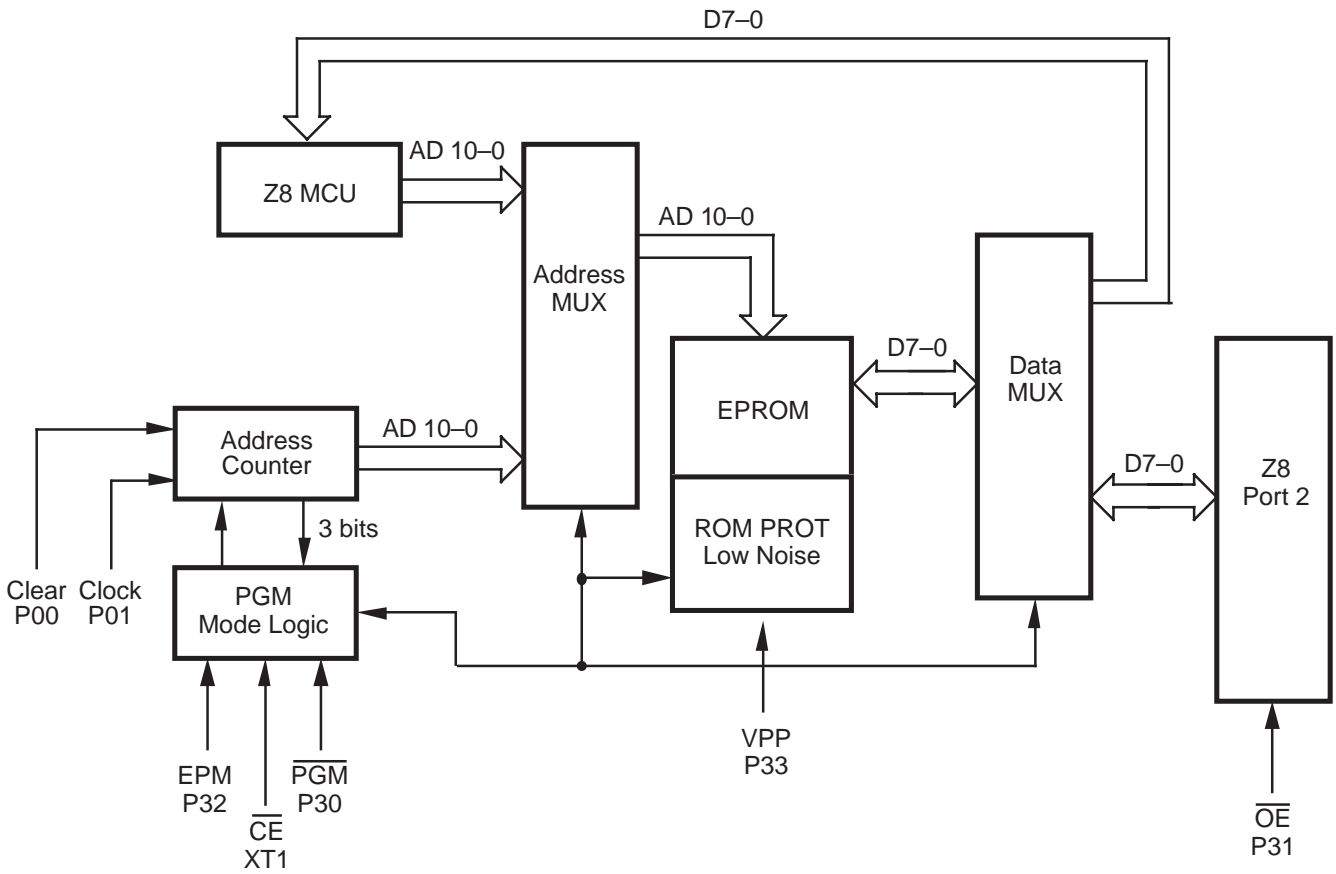 D7–0
AD 10–0
Z8 MCU
AD 10–0
Address
MUX
D7–0
Data
MUX
EPROM
AD 10–0
Address
Counter
D7–0
Z8
Port 2
3 bits
ROM PROT
Low Noise
Clear
P00
Clock
P01
PGM
Mode Logic
VPP
P33
EPM
P32
PGM
P30
CE
XT1
OE
P31